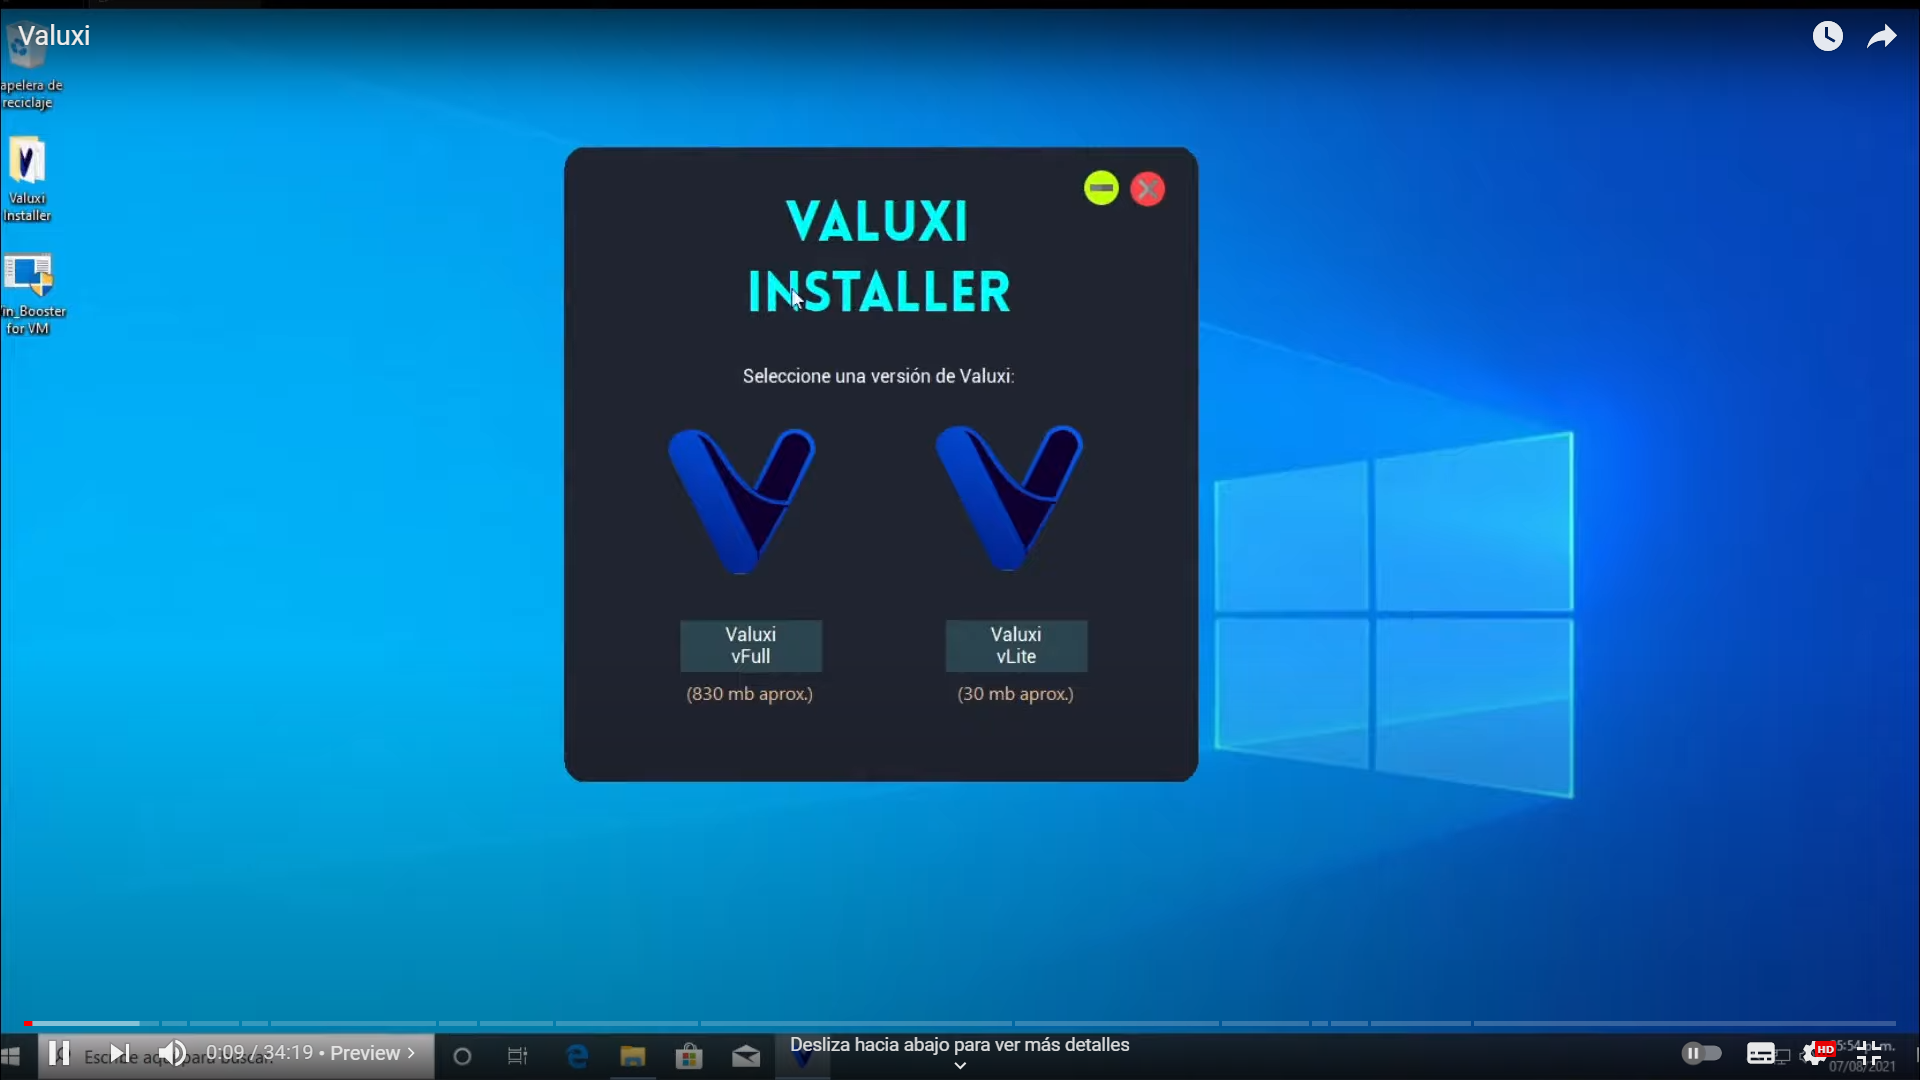 Valuxi
apelera de
reciclaje
Valuxi
Installer
in_Booster
for VM
VALUXI
INSTALLER
Seleccione una versión de Valuxi:
Valuxi
vFull
(830 mb aprox.)
Valuxi
vLite
(30 mb aprox.)
Escribe aquí para buscar.
0:09 / 34:19 • Preview
Desliza hacia abajo para ver más detalles
HD
5:54 p. m.
07/08/2021